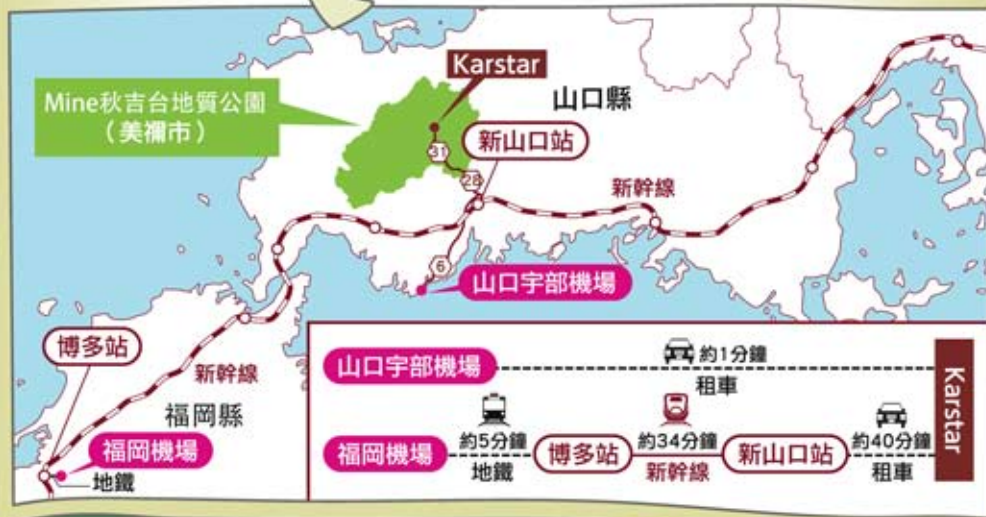 Mine秋吉台地質公園
(美禰市)
Karstar
山口縣
31
新山口站
28
新幹線
6
山口宇部機場
博多站
新幹線
福岡縣
福岡機場
地鐵
山口宇部機場
約1分鐘
租車
福岡機場
約5分鐘
地鐵
博多站
約34分鐘
新幹線
新山口站
約40分鐘
租車
Karstar